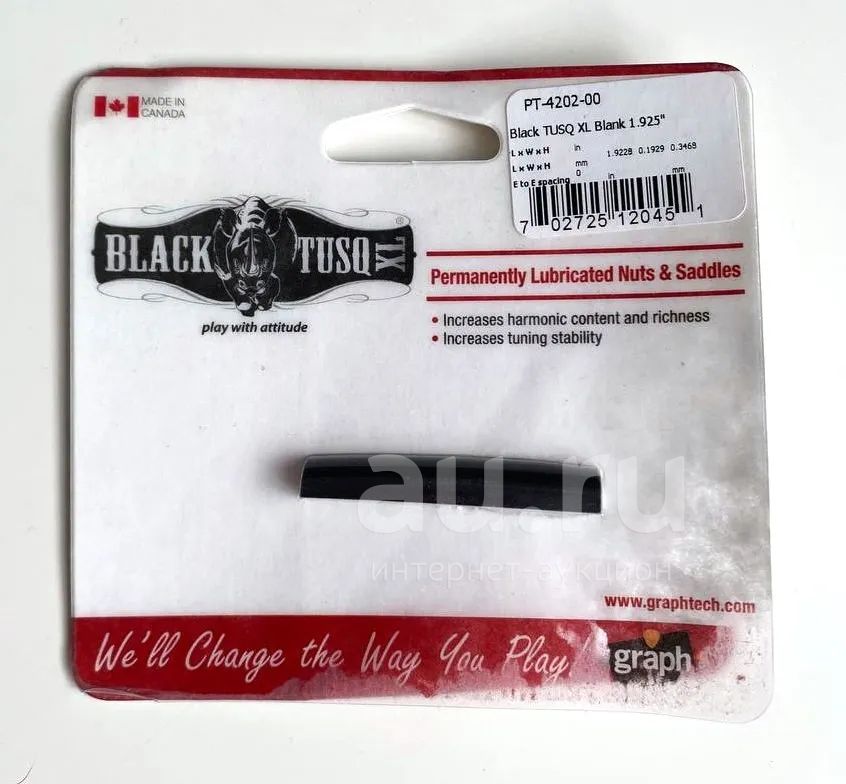 MADE IN
CANADA
PT-4202-00
Black TUSQ XL Blank 1.925"
L x W x H in 1.9228 0.1929 0.3468
L x W x H mm
E to E spacing 0 in mm
7 02725 12045 1
BLACK TUSQ XL
®
play with attitude
Permanently Lubricated Nuts & Saddles
• Increases harmonic content and richness
• Increases tuning stability
au.ru
интернет-аукцион
www.graphtech.com
We'll Change the Way You Play!
graph